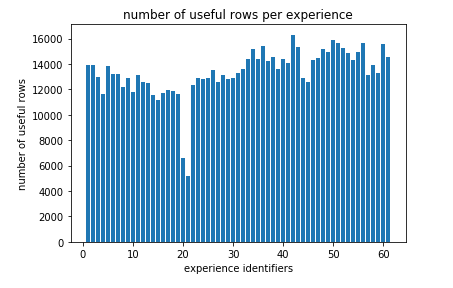 number of useful rows per experience
number of useful rows
16000
14000
12000
10000
8000
6000
4000
2000
0
0 10 20 30 40 50 60
experience identifiers